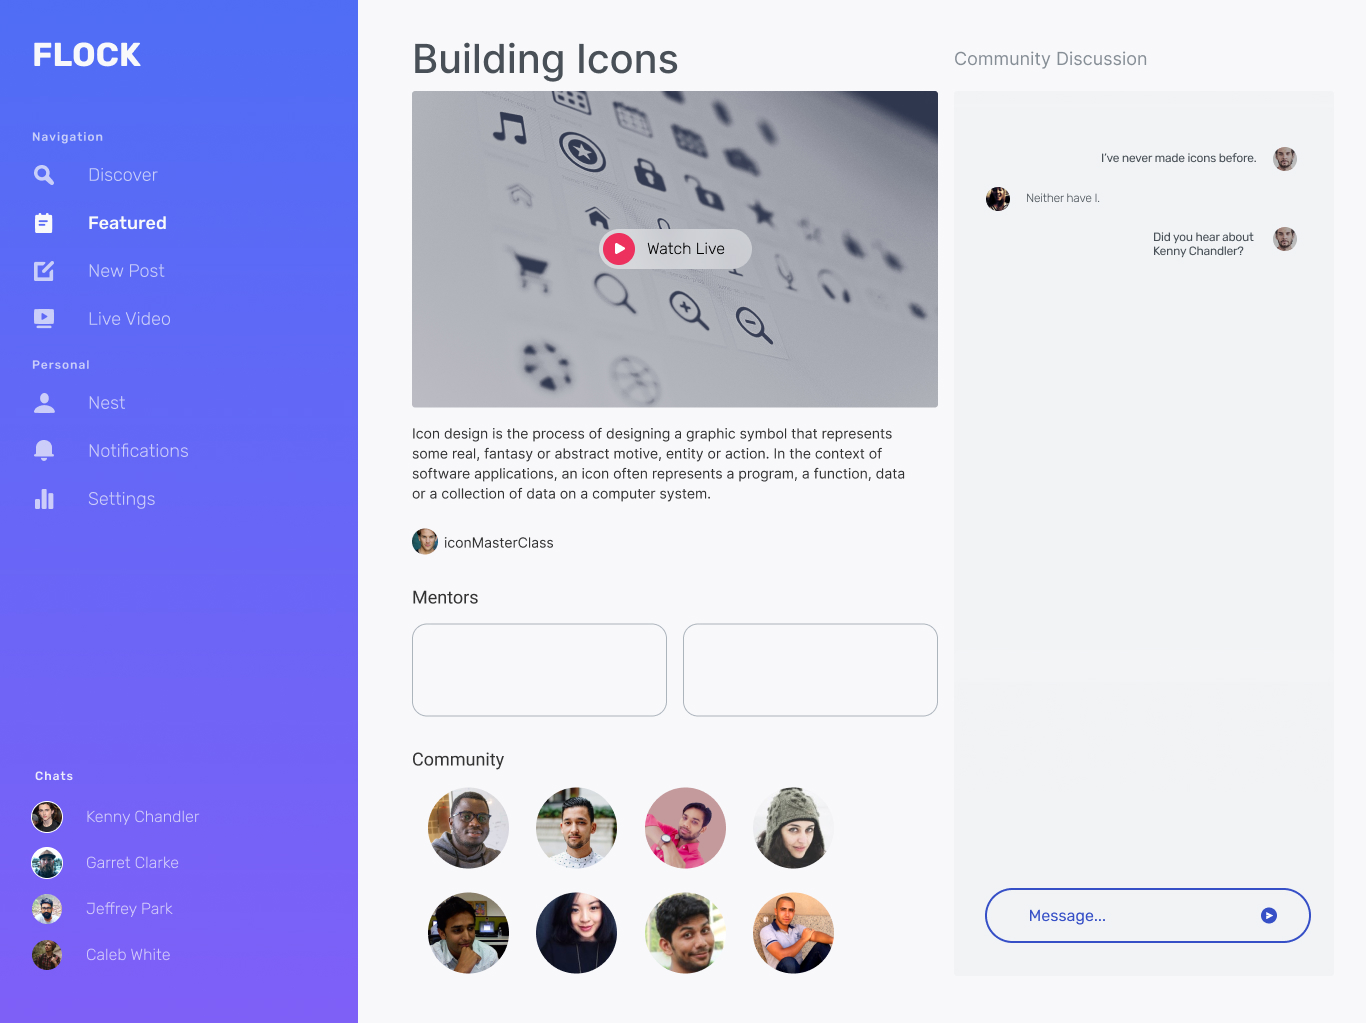 FLOCK
Navigation
Discover
Featured
New Post
Live Video
Personal
Nest
Notifications
Settings
Chats
Kenny Chandler
Garret Clarke
Jeffrey Park
Caleb White
Building Icons
Watch Live
Icon design is the process of designing a graphic symbol that represents
some real, fantasy or abstract motive, entity or action. In the context of
software applications, an icon often represents a program, a function, data
or a collection of data on a computer system.
iconMasterClass
Mentors
Community
Community Discussion
I've never made icons before.
Neither have I.
Did you hear about
Kenny Chandler?
Message...